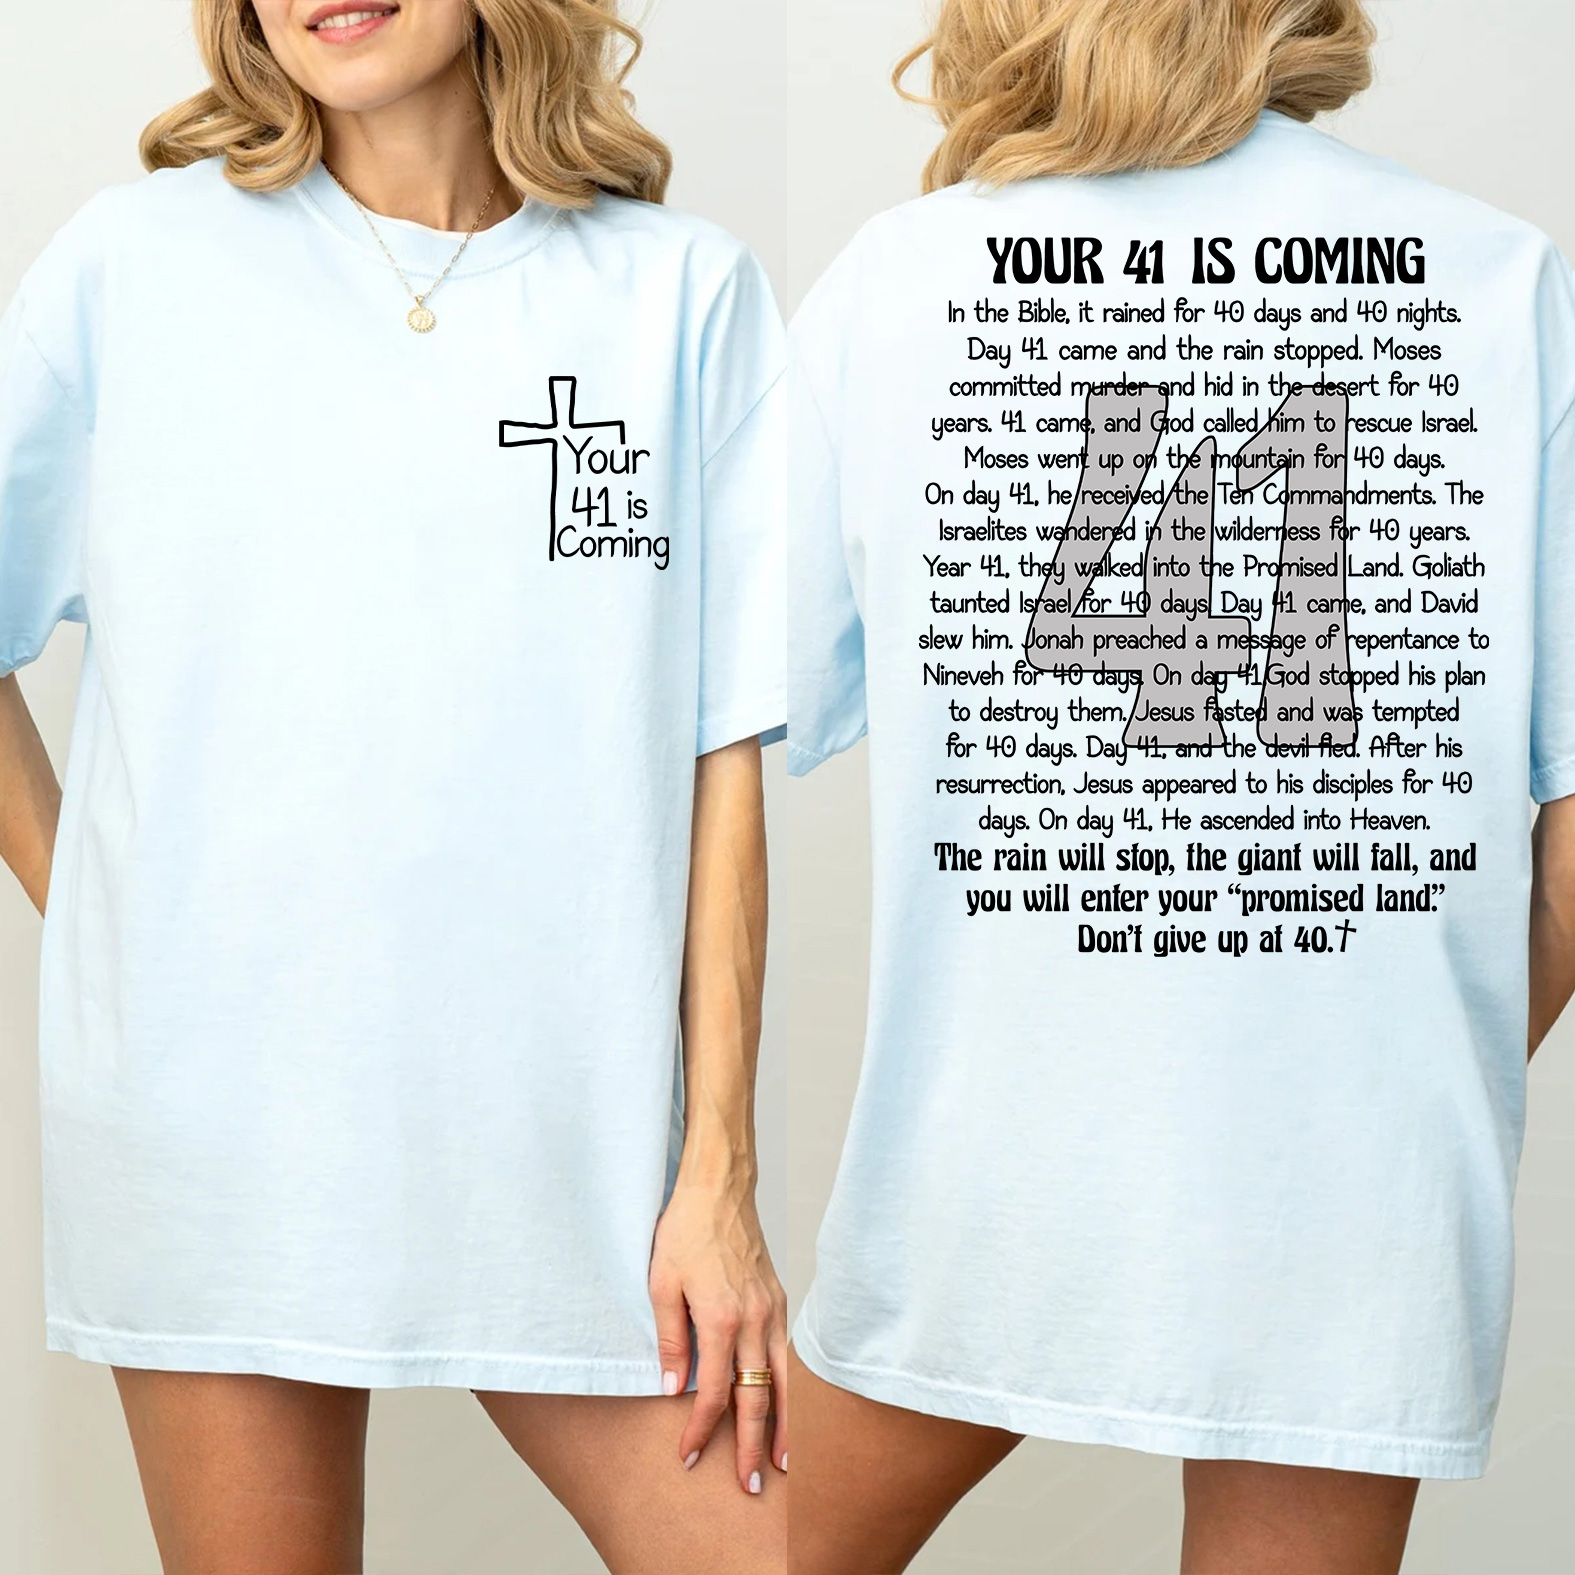 Your
41 is
Coming
YOUR 41 IS COMING
In the Bible, it rained for 40 days and 40 nights.
Day 41 came and the rain stopped. Moses
committed murder and hid in the desert for 40
years. 41 came, and God called him to rescue Israel.
Moses went up on the mountain for 40 days.
On day 41, he received the Ten Commandments. The
Israelites wandered in the wilderness for 40 years.
Year 41, they walked into the Promised Land. Goliath
taunted Israel for 40 days. Day 41 came, and David
slew him. Jonah preached a message of repentance to
Nineveh for 40 days. On day 41 God stopped his plan
to destroy them. Jesus fasted and was tempted
for 40 days. Day 41, and the devil fled. After his
resurrection, Jesus appeared to his disciples for 40
days. On day 41, He ascended into Heaven.
The rain will stop, the giant will fall, and
you will enter your “promised land.”
Don't give up at 40.
41